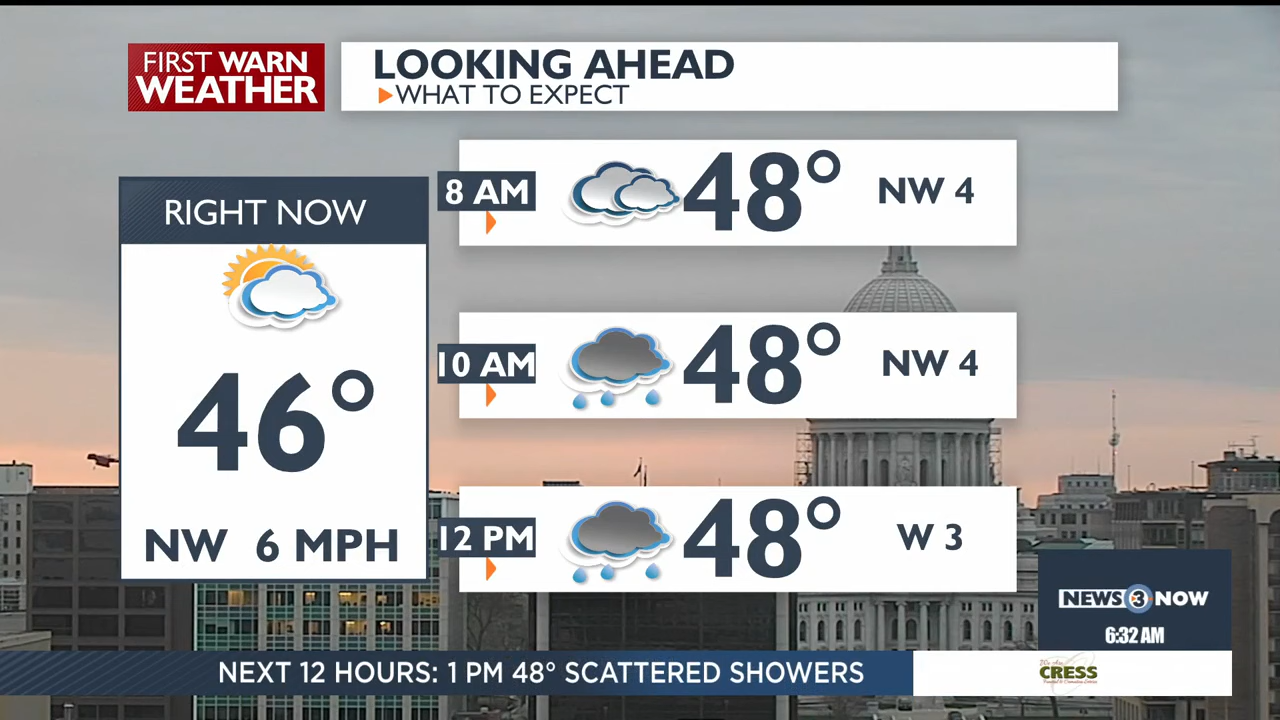 FIRST WARN
WEATHER
LOOKING AHEAD
WHAT TO EXPECT
RIGHT NOW
46°
NW 6 MPH
8 AM 48° NW 4
10 AM 48° NW 4
12 PM 48° W 3
NEWS 3 NOW
6:32 AM
NEXT 12 HOURS: 1 PM 48° SCATTERED SHOWERS
We Are
CRESS